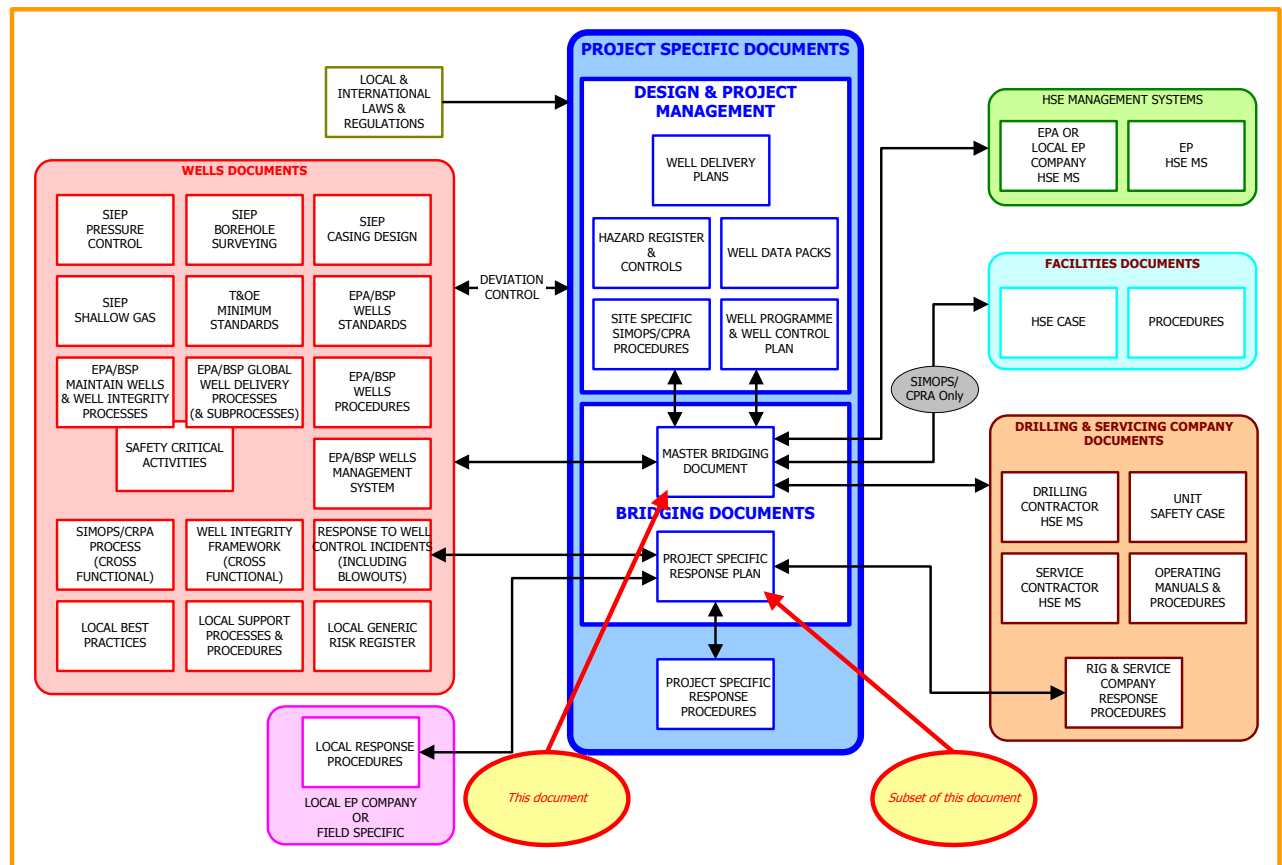 PROJECT SPECIFIC DOCUMENTS
LOCAL &
INTERNATIONAL
LAWS &
REGULATIONS
DESIGN & PROJECT
MANAGEMENT
WELL DELIVERY
PLANS
HAZARD REGISTER
&
CONTROLS
WELL DATA PACKS
SITE SPECIFIC
SIMOPS/CPRA
PROCEDURES
WELL PROGRAMME
& WELL CONTROL
PLAN
HSE MANAGEMENT SYSTEMS
EPA OR
LOCAL EP
COMPANY
HSE MS
EP
HSE MS
WELLS DOCUMENTS
SIEP
PRESSURE
CONTROL
SIEP
BOREHOLE
SURVEYING
SIEP
CASING DESIGN
SIEP
SHALLOW GAS
T&OE
MINIMUM
STANDARDS
EPA/BSP
WELLS
STANDARDS
EPA/BSP
MAINTAIN WELLS
& WELL INTEGRITY
PROCESSES
EPA/BSP GLOBAL
WELL DELIVERY
PROCESSES
(& SUBPROCESSES)
EPA/BSP
WELLS
PROCEDURES
SAFETY CRITICAL
ACTIVITIES
EPA/BSP WELLS
MANAGEMENT
SYSTEM
SIMOPS/CRPA
PROCESS
(CROSS
FUNCTIONAL)
WELL INTEGRITY
FRAMEWORK
(CROSS
FUNCTIONAL)
RESPONSE TO WELL
CONTROL INCIDENTS
(INCLUDING
BLOWOUTS)
LOCAL BEST
PRACTICES
LOCAL SUPPORT
PROCESSES &
PROCEDURES
LOCAL GENERIC
RISK REGISTER
DEVIATION
CONTROL
FACILITIES DOCUMENTS
HSE CASE
PROCEDURES
SIMOPS/
CPRA Only
MASTER BRIDGING
DOCUMENT
BRIDGING DOCUMENTS
PROJECT SPECIFIC
RESPONSE PLAN
PROJECT SPECIFIC
RESPONSE
PROCEDURES
DRILLING & SERVICING COMPANY
DOCUMENTS
DRILLING
CONTRACTOR
HSE MS
UNIT
SAFETY CASE
SERVICE
CONTRACTOR
HSE MS
OPERATING
MANUALS &
PROCEDURES
RIG & SERVICE
COMPANY
RESPONSE
PROCEDURES
LOCAL RESPONSE
PROCEDURES
LOCAL EP COMPANY
OR
FIELD SPECIFIC
This document
Subset of this document